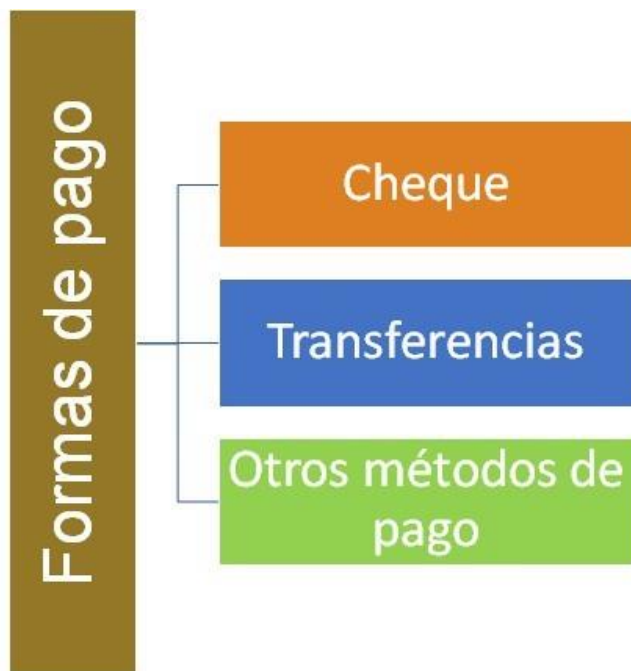 Formas de pago
Cheque
Transferencias
Otros métodos de
pago